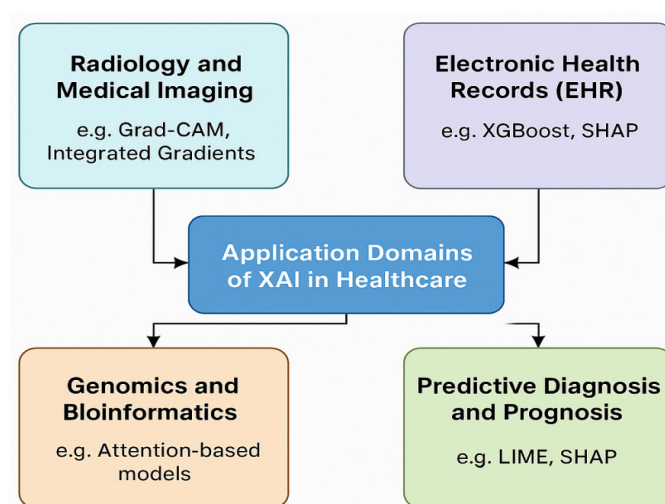 Radiology and
Medical Imaging
e.g. Grad-CAM,
Integrated Gradients
Electronic Health
Records (EHR)
e.g. XGBoost, SHAP
Application Domains
of XAI in Healthcare
Genomics and
Bloinformatics
e.g. Attention-based
models
Predictive Diagnosis
and Prognosis
e.g. LIME, SHAP